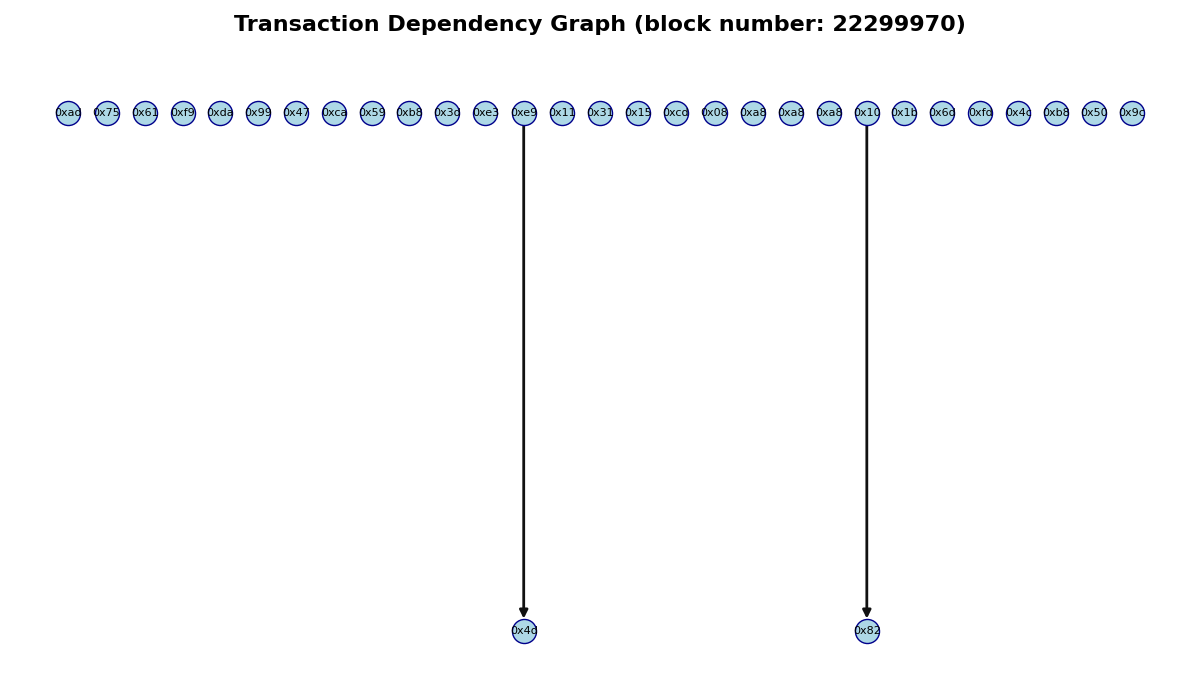 Transaction Dependency Graph (block number: 22299970)
0xad 0x75 0x61 0xf9 0xda 0x99 0x47 0xca 0x59 0xb8 0x3d 0xe3 0xe9 0x11 0x31 0x15 0xcd 0x08 0xa8 0xa8 0xa8 0x10 0x1b 0x6d 0xfd 0x4c 0xb8 0x50 0x9c
0x4d 0x82